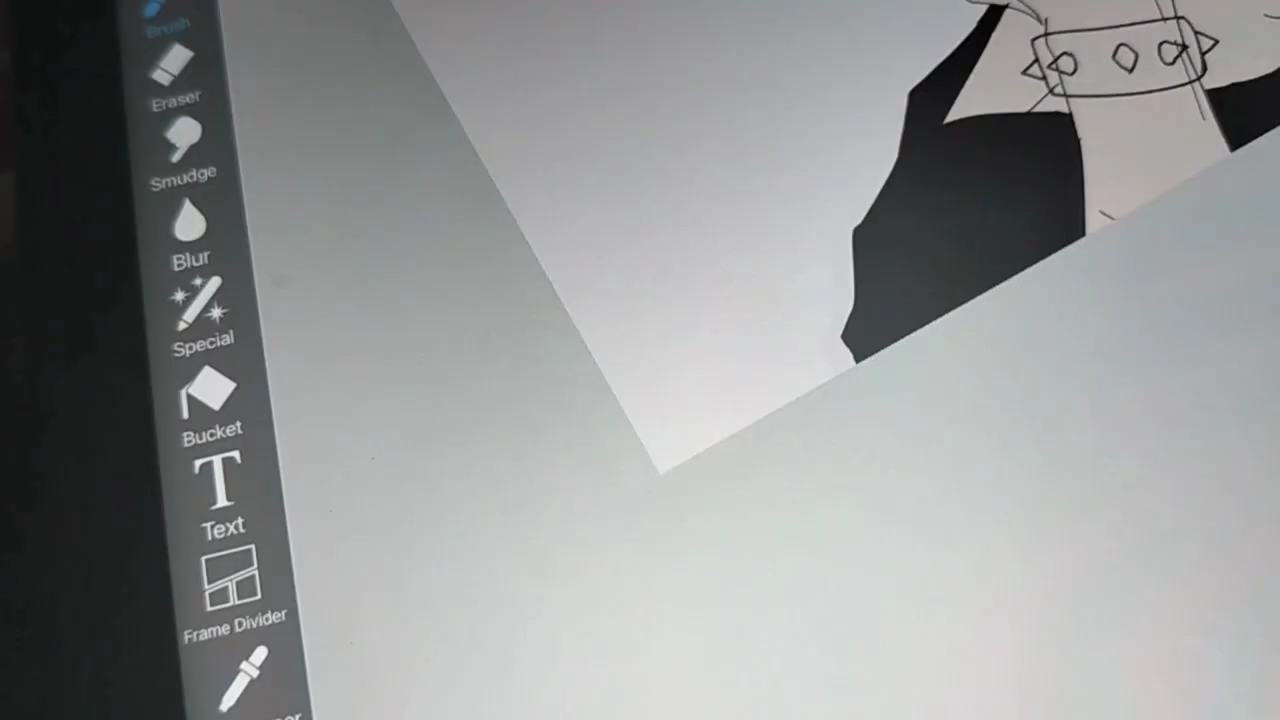 Brush
Eraser
Smudge
Blur
Special
Bucket
T
Text
Frame Divider